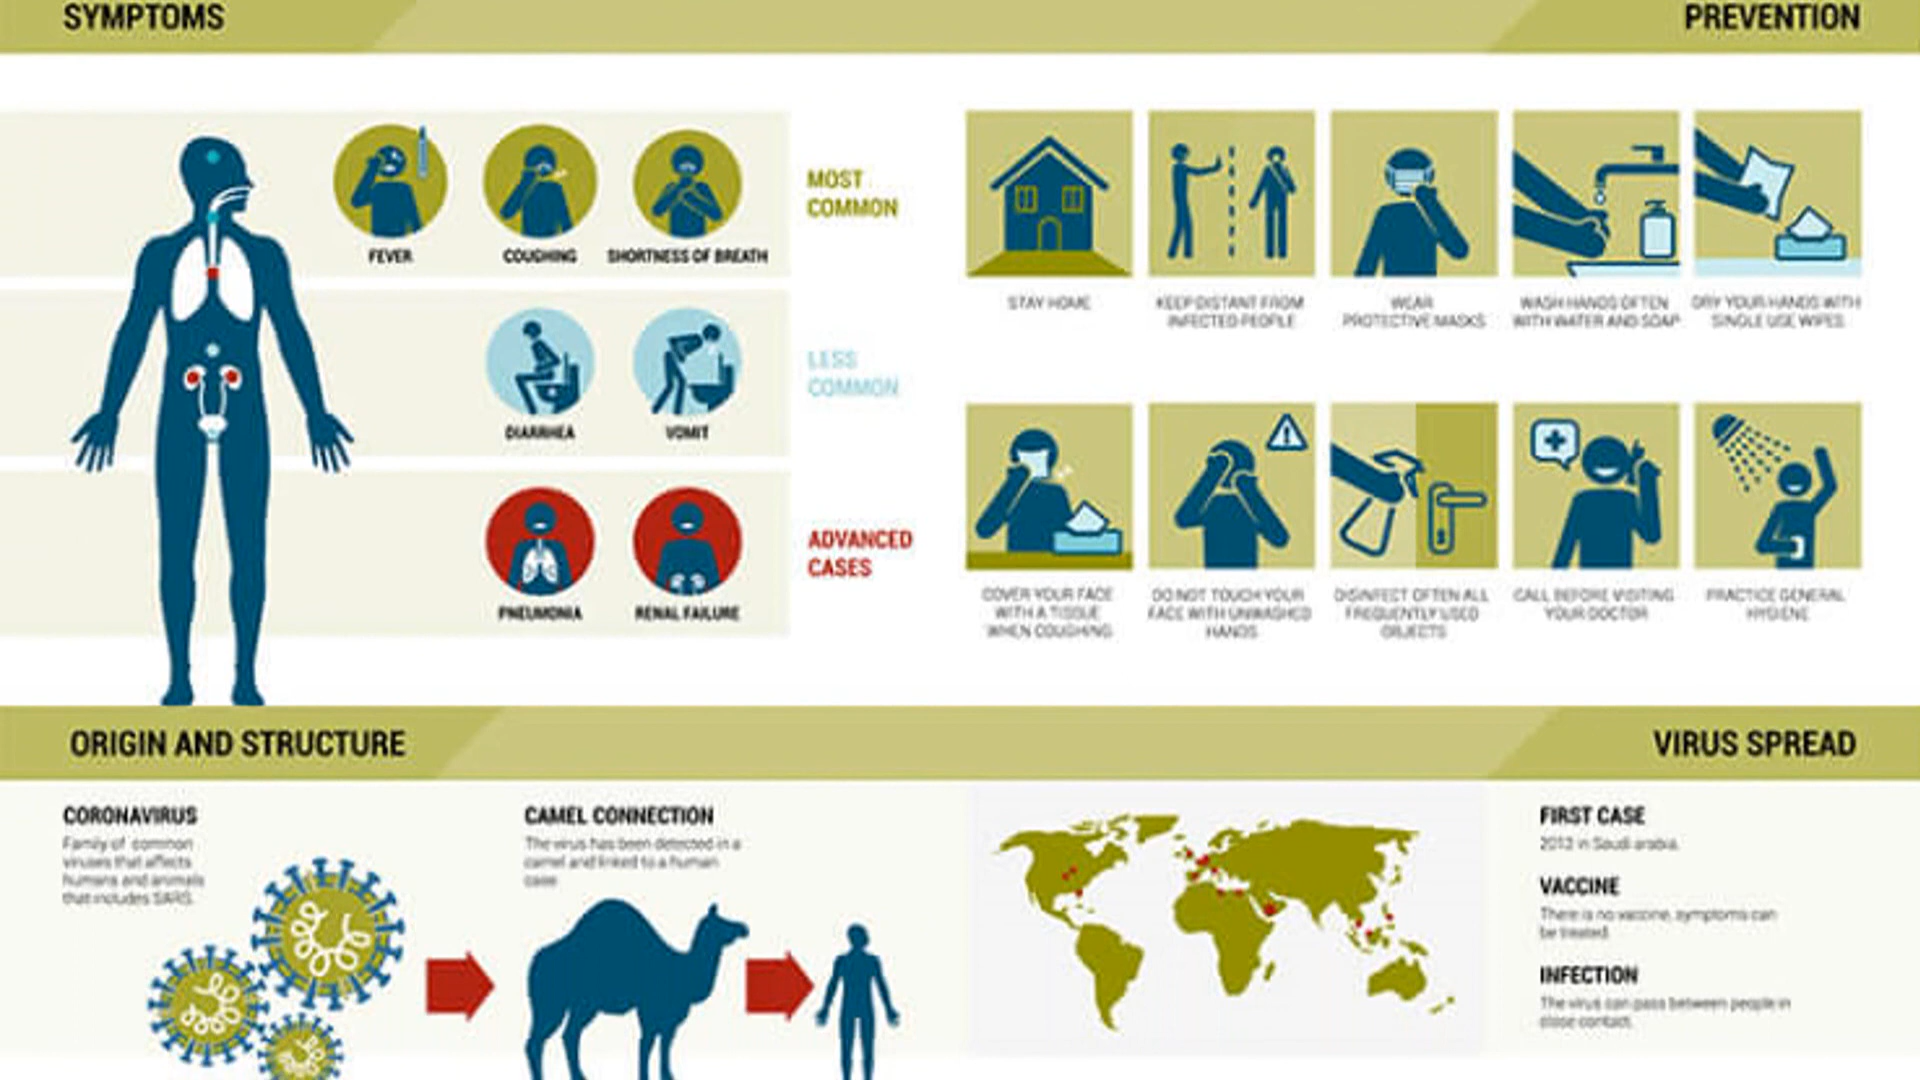 SYMPTOMS
PREVENTION
FEVER
COUGHING
SHORTNESS OF BREATH
MOST
COMMON
DIARRHEA
VOMIT
LESS
COMMON
PNEUMONIA
RENAL FAILURE
ADVANCED
CASES
STAY HOME
KEEP DISTANT FROM
INFECTED PEOPLE
WEAR
PROTECTIVE MASKS
WASH HANDS OFTEN
WITH WATER AND SOAP
DRY YOUR HANDS WITH
SINGLE USE WIPES
COVER YOUR FACE
WITH A TISSUE
WHEN COUGHING
DO NOT TOUCH YOUR
FACE WITH UNWASHED
HANDS
DISINFECT OFTEN ALL
FREQUENTLY USED
OBJECTS
CALL BEFORE VISITING
YOUR DOCTOR
PRACTICE GENERAL
HYGIENE
ORIGIN AND STRUCTURE
VIRUS SPREAD
CORONAVIRUS
Family of common
viruses that affects
humans and animals
that includes SARS.
CAMEL CONNECTION
The virus has been detected in a
camel and linked to a human
case
FIRST CASE
2012 in Saudi arabia.
VACCINE
There is no vaccine, symptoms can
be treated.
INFECTION
The virus can pass between people in
close contact.